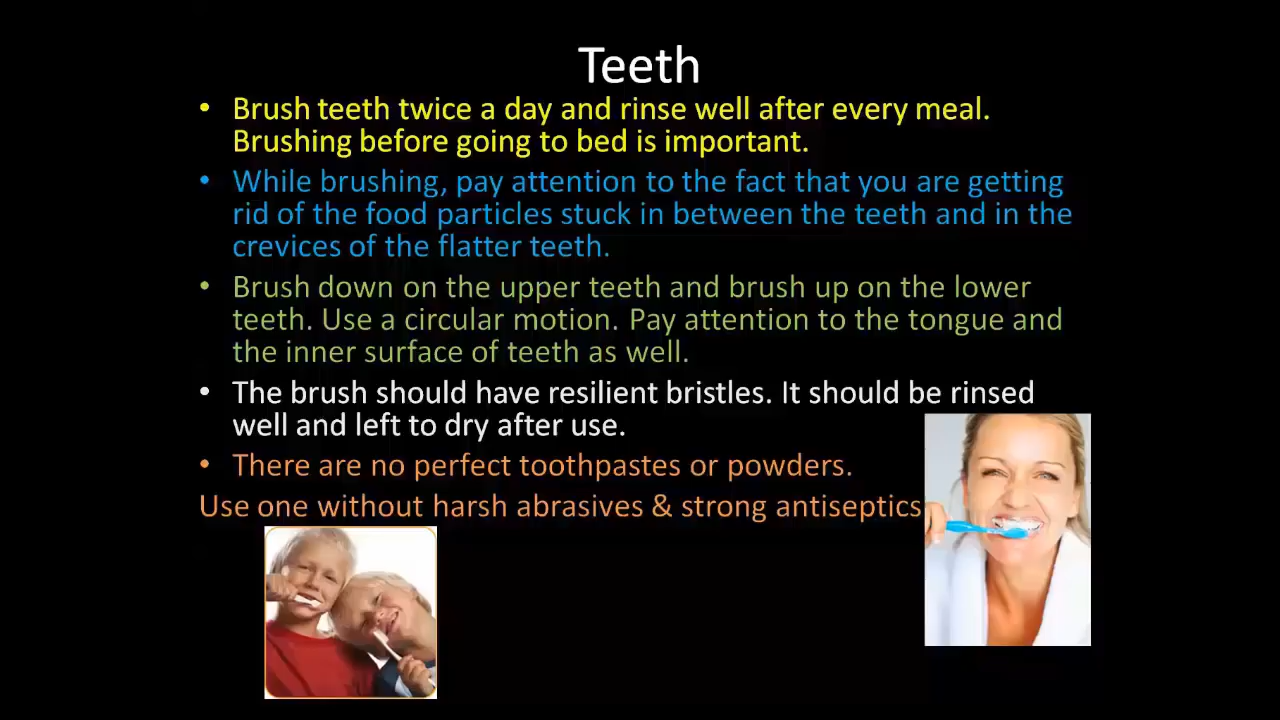 Teeth
• Brush teeth twice a day and rinse well after every meal.
Brushing before going to bed is important.
• While brushing, pay attention to the fact that you are getting
rid of the food particles stuck in between the teeth and in the
crevices of the flatter teeth.
• Brush down on the upper teeth and brush up on the lower
teeth. Use a circular motion. Pay attention to the tongue and
the inner surface of teeth as well.
• The brush should have resilient bristles. It should be rinsed
well and left to dry after use.
• There are no perfect toothpastes or powders.
Use one without harsh abrasives & strong antiseptics